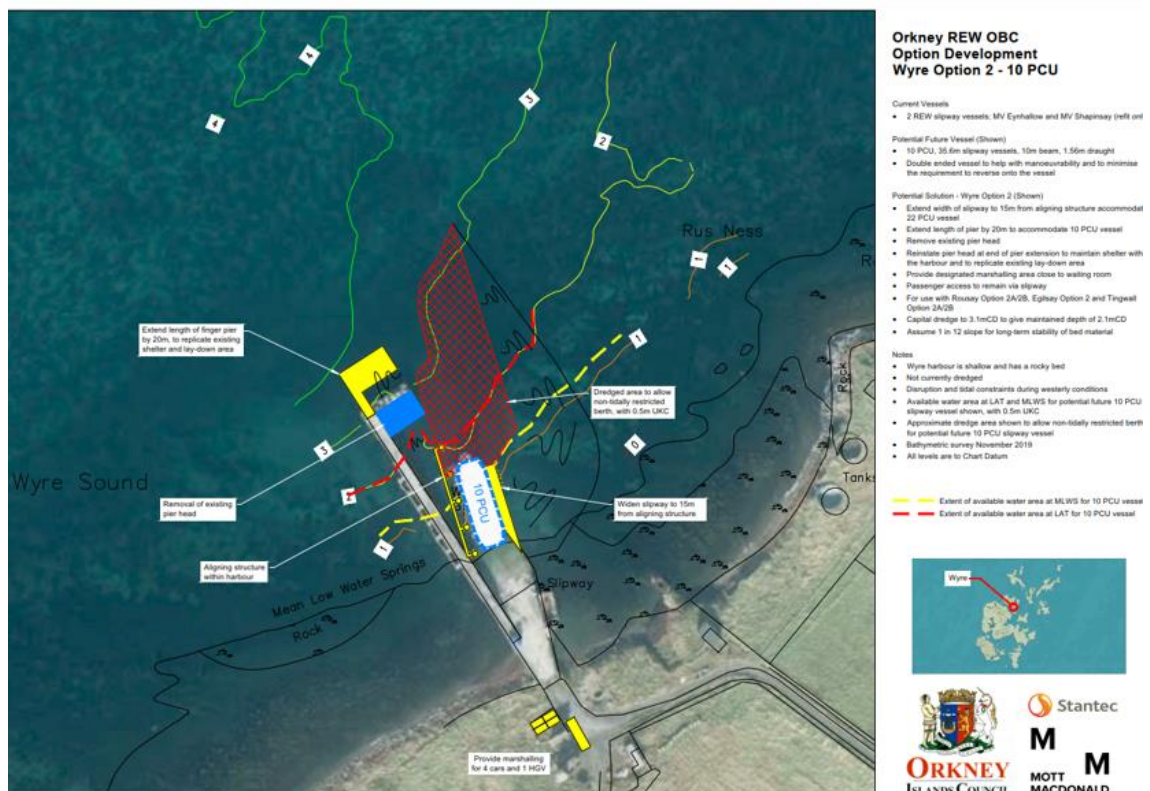 Orkney REW OBC
Option Development
Wyre Option 2 - 10 PCU
Current Vessels
• 2 REW slipway vessels; MV Eynhallow and MV Shapinsay (refit onl
Potential Future Vessel (Shown)
• 10 PCU, 35.6m slipway vessels, 10m beam, 1.56m draught
• Double ended vessel to help with manoeuvrability and to minimise
the requirement to reverse onto the vessel
Potential Solution - Wyre Option 2 (Shown)
• Extend width of slipway to 15m from aligning structure accommodat
22 PCU vessel
• Extend length of pier by 20m to accommodate 10 PCU vessel
• Remove existing pier head
• Reinstate pier head at end of pier extension to maintain shelter with
the harbour and to replicate existing lay-down area
• Provide designated marshalling area close to waiting room
• Passenger access to remain via slipway
• For use with Rousay Option 2A/2B, Egilsay Option 2 and Tingwall
Option 2A/2B
• Capital dredge to 3.1mCD to give maintained depth of 2.1mCD
• Assume 1 in 12 slope for long-term stability of bed material
Notes
• Wyre harbour is shallow and has a rocky bed
• Not currently dredged
• Disruption and tidal constraints during westerly conditions
• Available water area at LAT and MLWS for potential future 10 PCU
slipway vessel shown, with 0.5m UKC
• Approximate dredge area shown to allow non-tidally restricted berth
for potential future 10 PCU slipway vessel
• Bathymetric survey November 2019
• All levels are to Chart Datum
Extent of available water area at MLWS for 10 PCU vesse
Extent of available water area at LAT for 10 PCU vessel
Wyre
Stantec
M
M
MOTT
MACDONALD
ORKNEY
ISLANDS COUNCIL
4
4
3
2
Rus Ness
1
1
R
Extend length of finger pier
by 20m, to replicate existing
shelter and lay-down area
1
Rock
Dredged area to allow
non-tidally restricted
berth, with 0.5m UKC
3
0
Wyre Sound
2
Tanks
Removal of existing
pier head
10 PCU
Widen slipway to 15m
from aligning structure
1
Aligning structure
within harbour
Mean Low Water Springs
Slipway
Rock
Provide marshalling
for 4 cars and 1 HGV